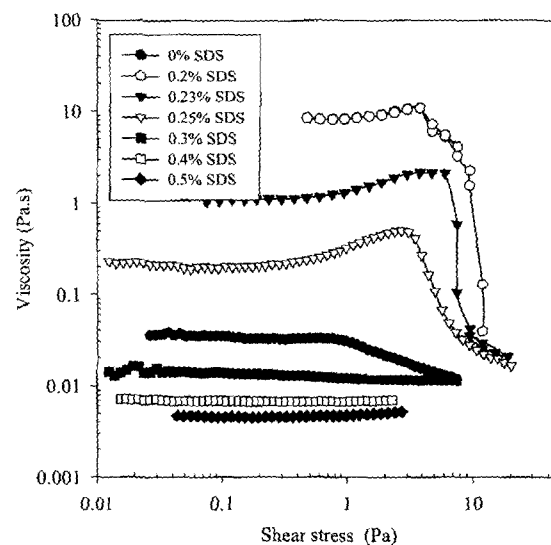 100
10
1
0.1
0.01
0.001
Viscosity (Pa.s)
0% SDS
0.2% SDS
0.23% SDS
0.25% SDS
0.3% SDS
0.4% SDS
0.5% SDS
0.01 0.1 1 10
Shear stress (Pa)